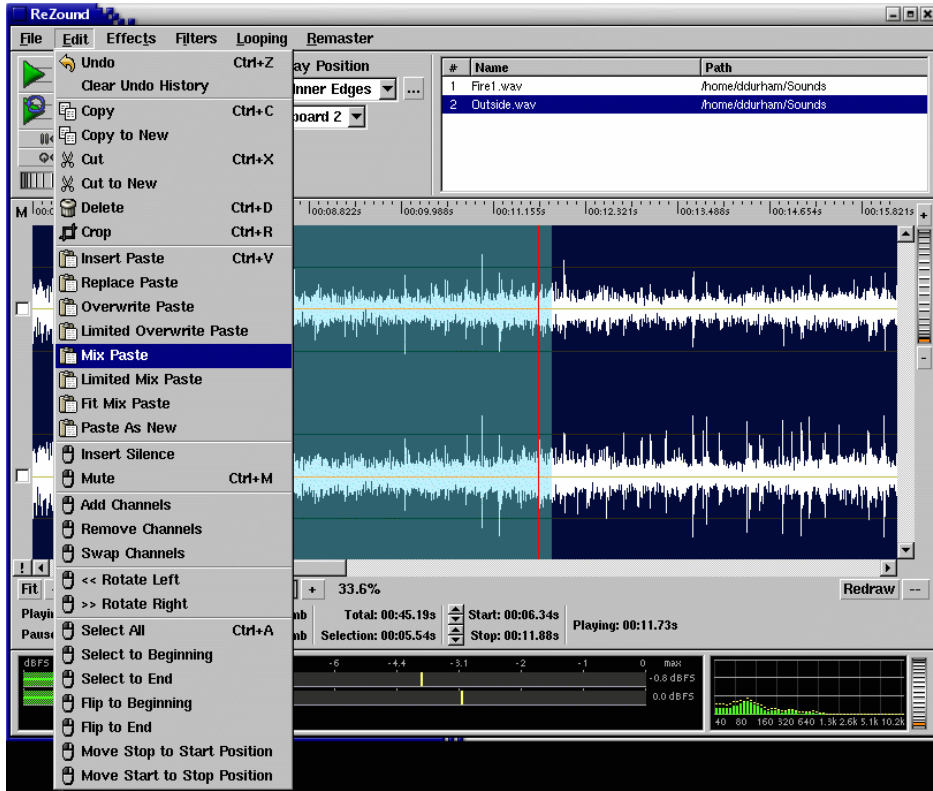 ReZound
File Edit Effects Filters Looping Remaster
Undo Ctrl+Z
Clear Undo History
Copy Ctrl+C
Copy to New
Cut Ctrl+X
Cut to New
Delete Ctrl+D
Crop Ctrl+R
Insert Paste Ctrl+V
Replace Paste
Overwrite Paste
Limited Overwrite Paste
Mix Paste
Limited Mix Paste
Fit Mix Paste
Paste As New
Insert Silence
Mute Ctrl+M
Add Channels
Remove Channels
Swap Channels
<< Rotate Left
>> Rotate Right
Select All Ctrl+A
Select to Beginning
Select to End
Flip to Beginning
Flip to End
Move Stop to Start Position
Move Start to Stop Position
ay Position
Inner Edges ...
board 2
# Name Path
1 Fire1.wav /home/ddurham/Sounds
2 Outside.wav /home/ddurham/Sounds
M 00:0 00:08.822s 00:09.988s 00:11.155s 00:12.321s 00:13.488s 00:14.654s 00:15.821s +
-
!
Fit + 33.6% Redraw --
Playi mb Total: 00:45.19s Start: 00:06.34s
Paus mb Selection: 00:05.54s Stop: 00:11.88s
Playing: 00:11.73s
dBFS -6 -4.4 -3.1 -2 -1 0 max
-0.8 dBFS
0.0 dBFS
40 80 160 320 640 1.3k 2.6k 5.1k 10.2k